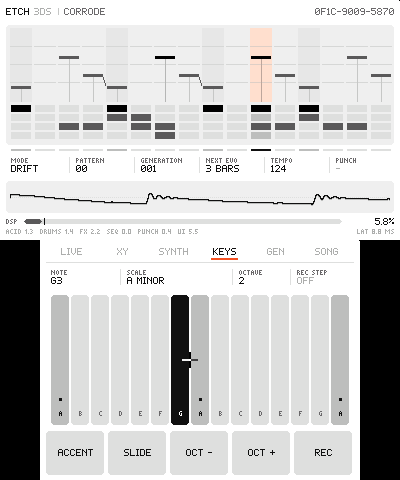 ETCH 3DS | CORRODE 0F1C-9009-5870
MODE PATTERN GENERATION NEXT EVO TEMPO PUNCH
DRIFT 00 001 3 BARS 124 -
DSP 5.8%
ACID 1.3 DRUMS 1.4 FX 2.2 SEQ 0.0 PUNCH 0.4 UI 5.5 LAT 8.8 MS
LIVE XY SYNTH KEYS GEN SONG
NOTE SCALE OCTAVE REC STEP
G3 A MINOR 2 OFF
A B C D E F G A B C D E F G A
ACCENT SLIDE OCT - OCT + REC